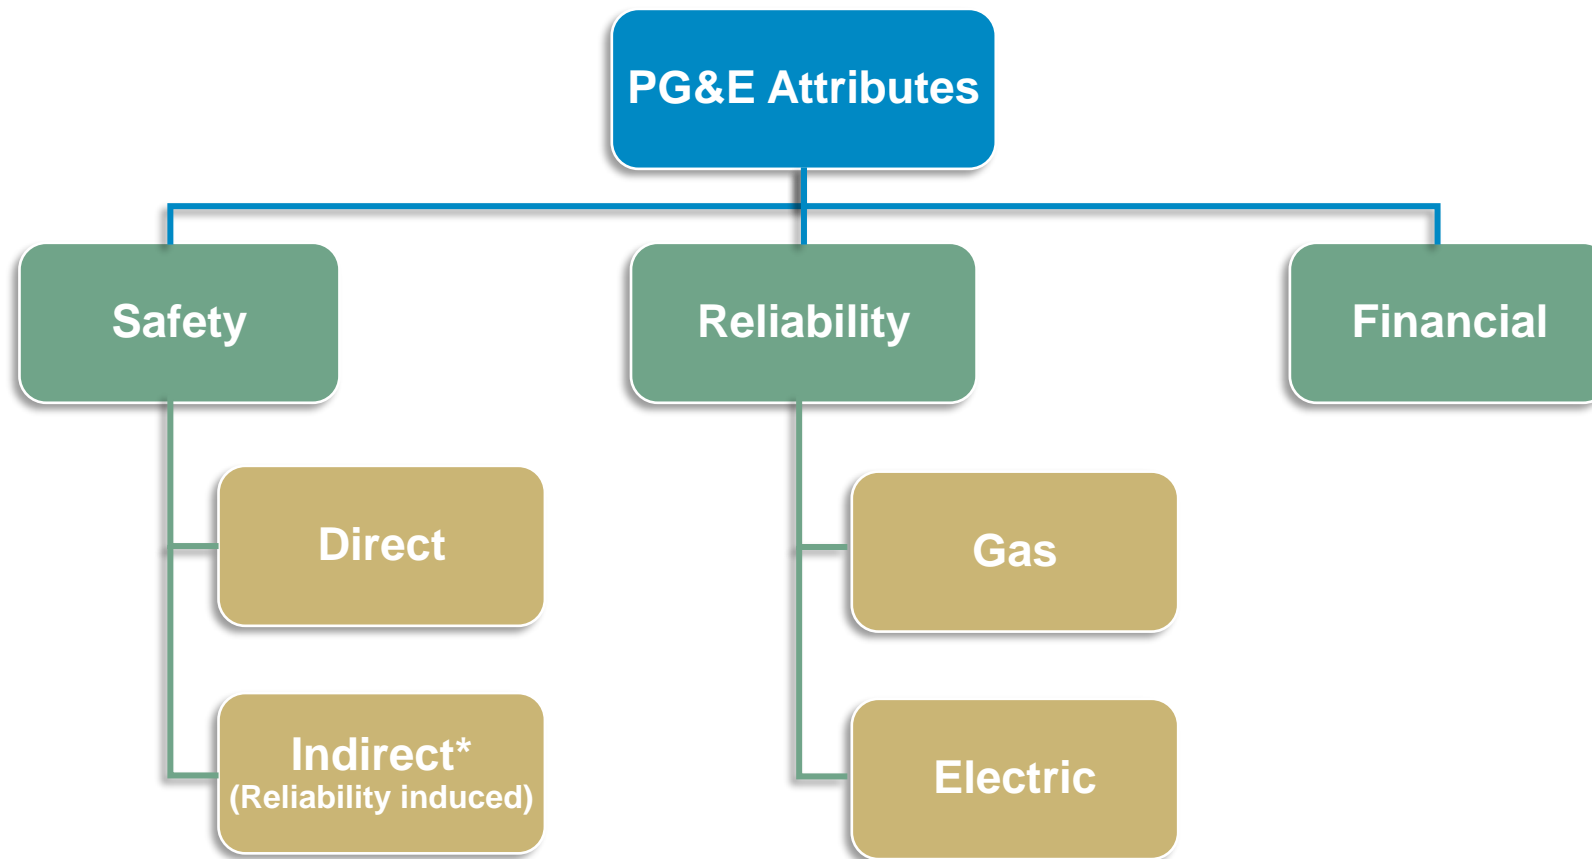 PG&E Attributes
Safety
Reliability
Financial
Direct
Gas
Indirect*
(Reliability induced)
Electric